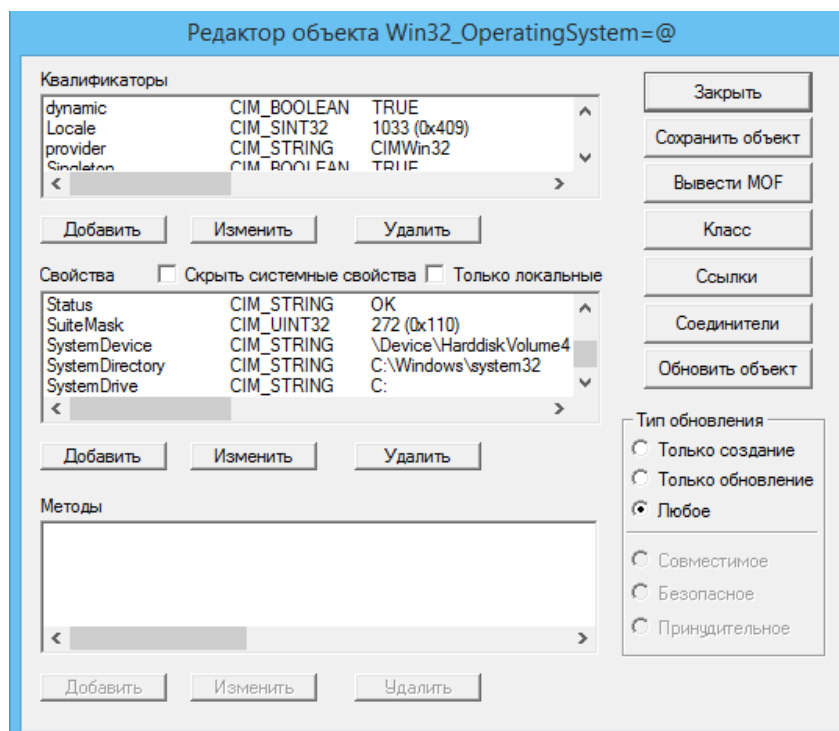 Редактор объекта Win32_OperatingSystem=@
Квалификаторы
dynamic CIM_BOOLEAN TRUE
Locale CIM_SINT32 1033 (0x409)
provider CIM_STRING CIMWin32
Singleton CIM_BOOLEAN TRUE
Добавить Изменить Удалить
Свойства Скрыть системные свойства Только локальные
Status CIM_STRING OK
SuiteMask CIM_UINT32 272 (0x110)
SystemDevice CIM_STRING \Device\HarddiskVolume4
SystemDirectory CIM_STRING C:\Windows\system32
SystemDrive CIM_STRING C:
Добавить Изменить Удалить
Методы
Добавить Изменить Удалить
Закрыть
Сохранить объект
Вывести MOF
Класс
Ссылки
Соединители
Обновить объект
Тип обновления
Только создание
Только обновление
Любое
Совместимое
Безопасное
Принудительное